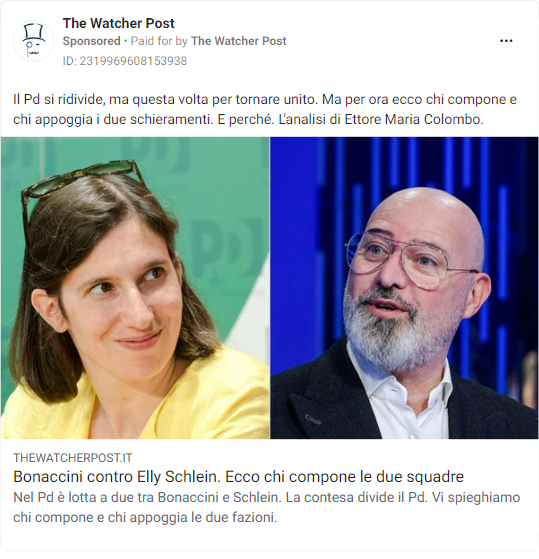 The Watcher Post
Sponsored • Paid for by The Watcher Post
ID: 2319969608153938
Il Pd si ridivide, ma questa volta per tornare unito. Ma per ora ecco chi compone e
chi appoggia i due schieramenti. E perché. L'analisi di Ettore Maria Colombo.
THEWATCHERPOST.IT
Bonaccini contro Elly Schlein. Ecco chi compone le due squadre
Nel Pd è lotta a due tra Bonaccini e Schlein. La contesa divide il Pd. Vi spieghiamo
chi compone e chi appoggia le due fazioni.